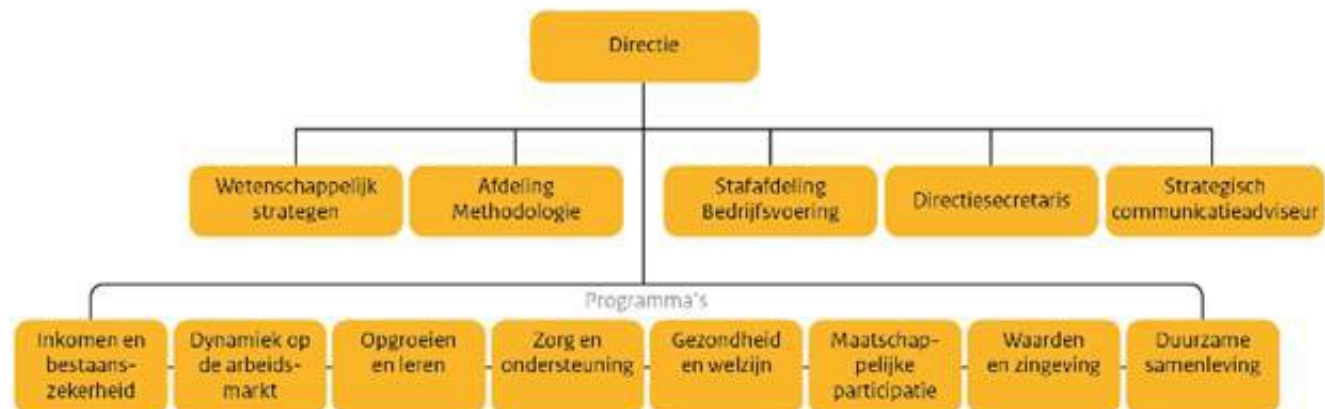 Directie
Wetenschappelijk
strategen
Afdeling
Methodologie
Stafafdeling
Bedrijfsvoering
Directiesecretaris
Strategisch
communicatieadviseur
Programma's
Inkomen en
bestaans-
zekerheid
Dynamiek op
de arbeids-
markt
Opgroeien
en leren
Zorg en
ondersteuning
Gezondheid
en welzijn
Maatschap-
pelijke
participatie
Waarden
en zingeving
Duurzame
samenleving